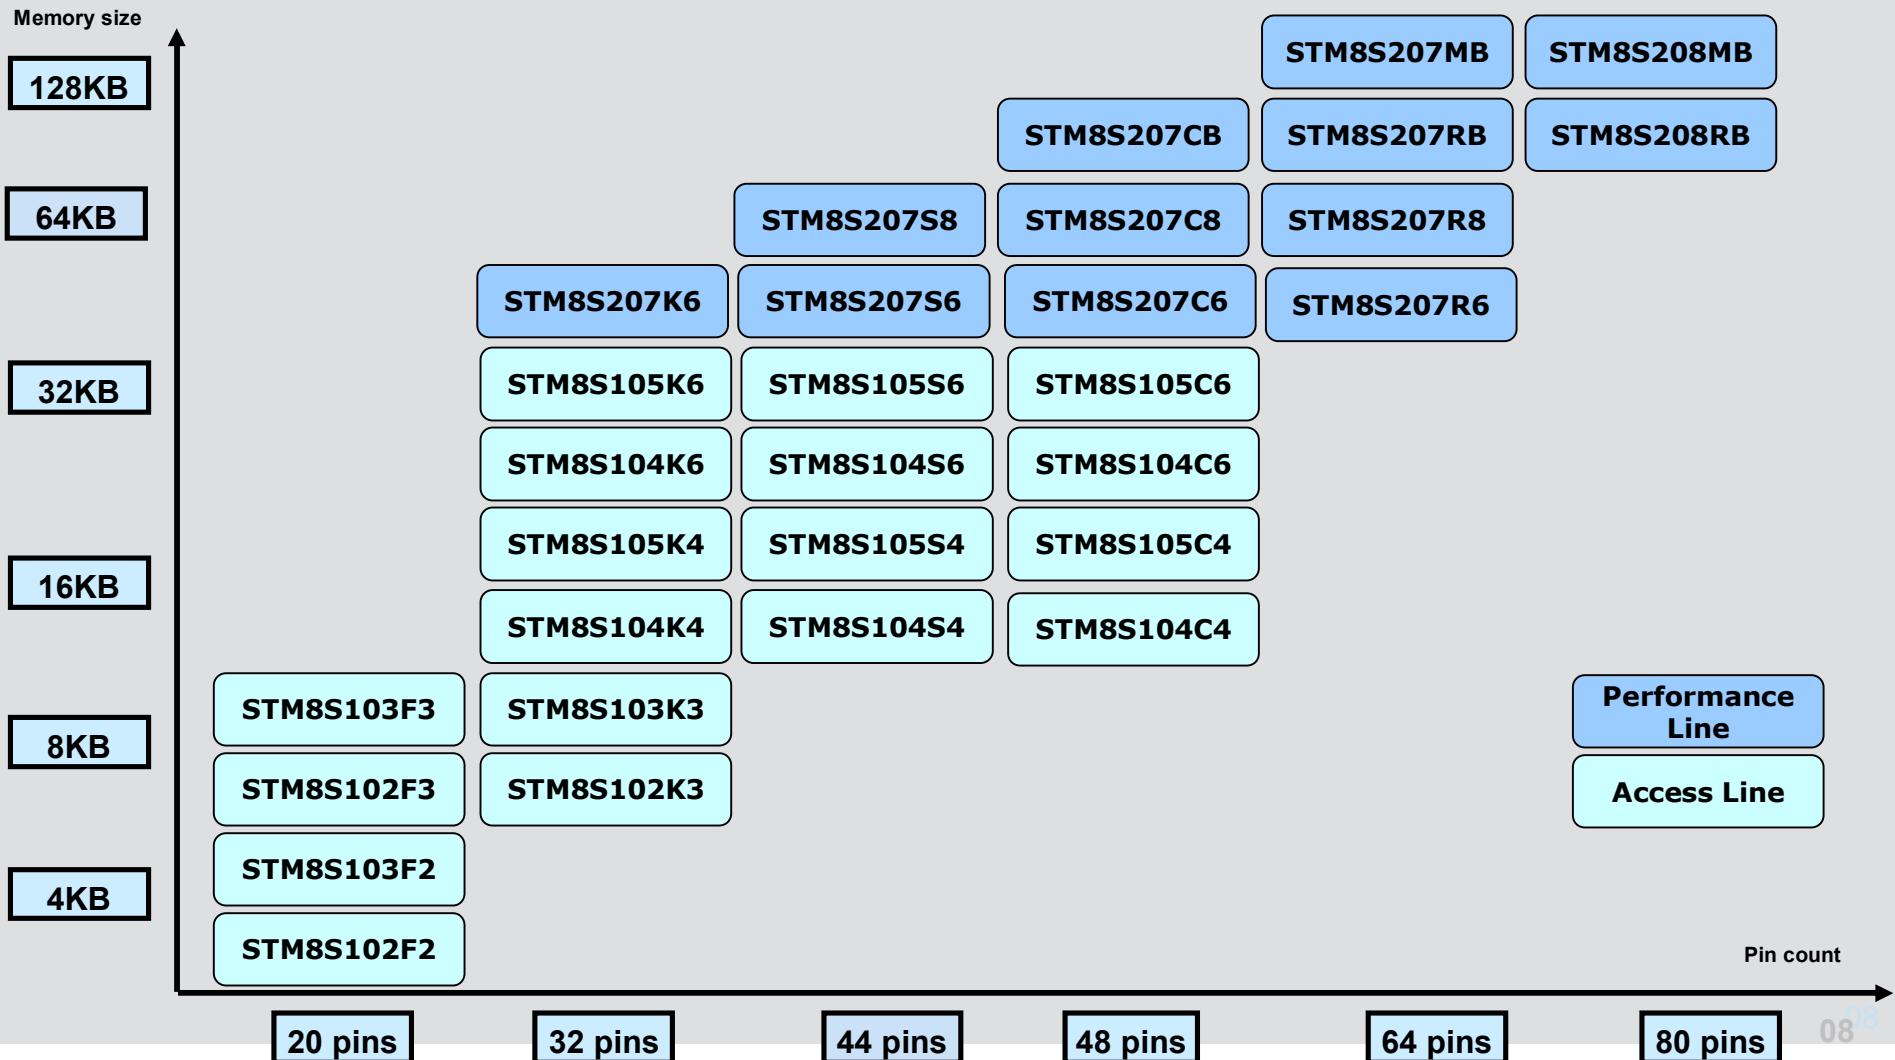 Memory size
128KB
STM8S207MB STM8S208MB
STM8S207CB STM8S207RB STM8S208RB
64KB
STM8S207S8 STM8S207C8 STM8S207R8
STM8S207K6 STM8S207S6 STM8S207C6 STM8S207R6
32KB
STM8S105K6 STM8S105S6 STM8S105C6
STM8S104K6 STM8S104S6 STM8S104C6
16KB
STM8S105K4 STM8S105S4 STM8S105C4
STM8S104K4 STM8S104S4 STM8S104C4
8KB
STM8S103F3 STM8S103K3
STM8S102F3 STM8S102K3
4KB
STM8S103F2
STM8S102F2
Performance
Line
Access Line
Pin count
20 pins 32 pins 44 pins 48 pins 64 pins 80 pins
08
08